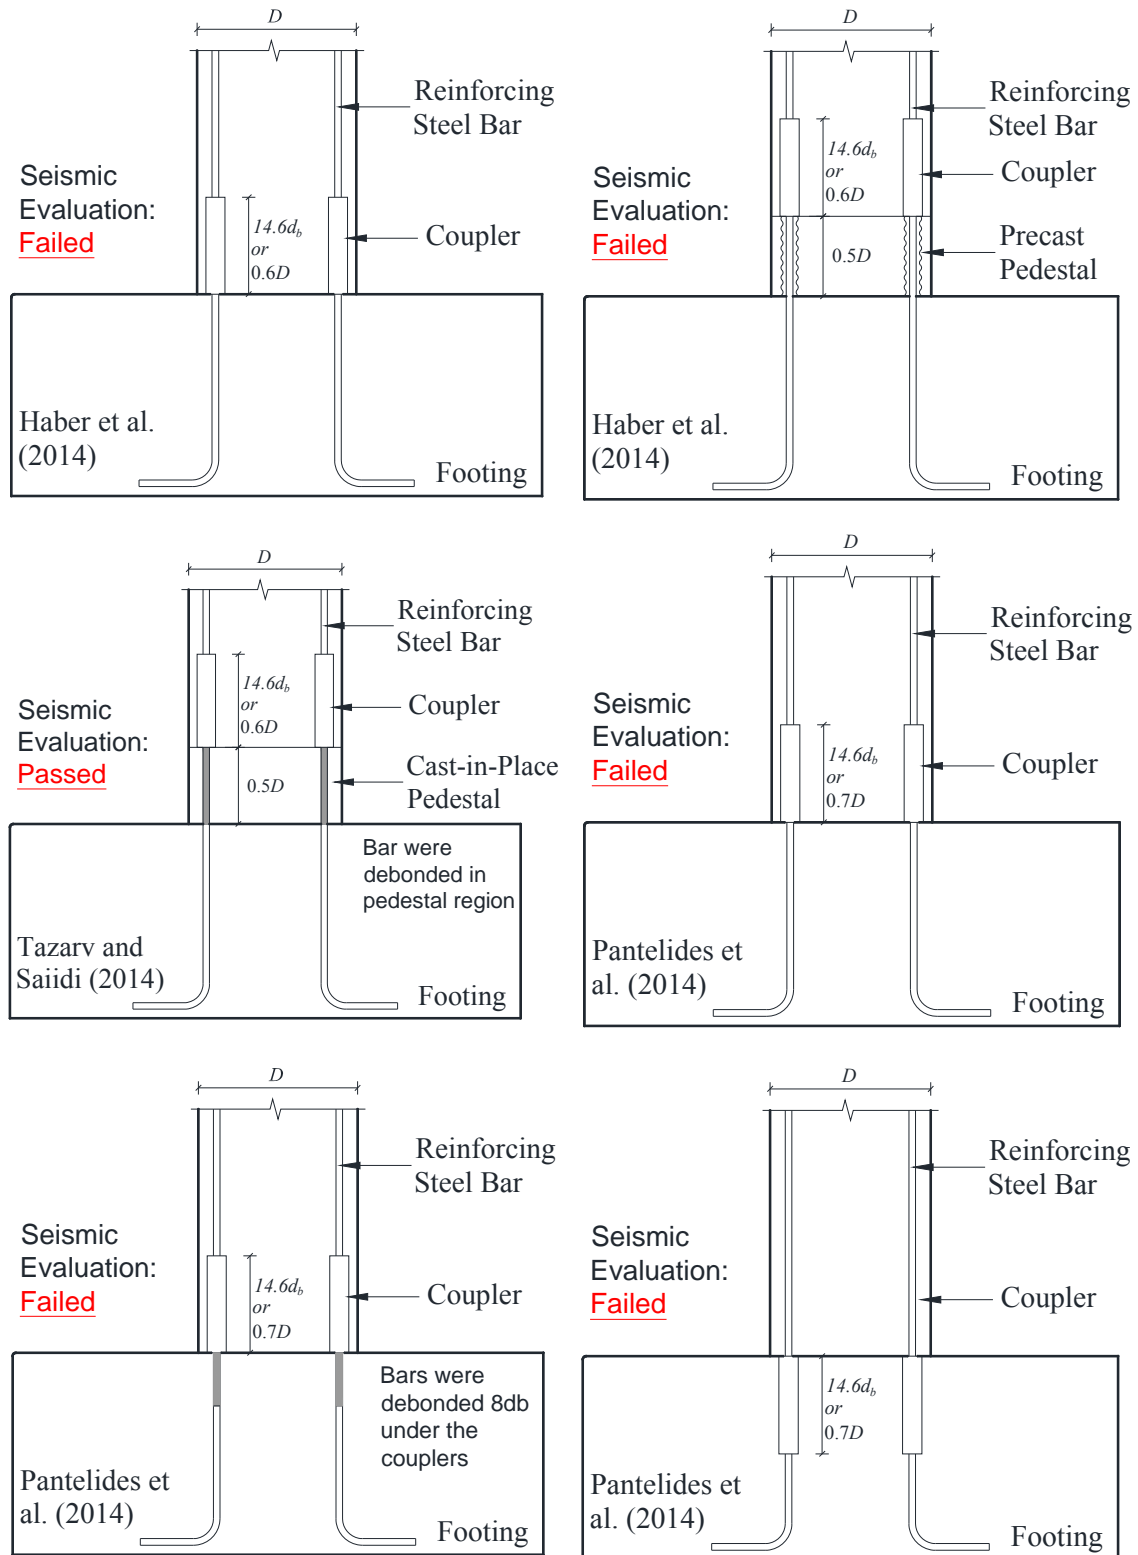 D
Reinforcing
Steel Bar
14.6db
or
0.6D
Seismic
Evaluation:
Failed
Coupler
Haber et al.
(2014)
Footing
D
Reinforcing
Steel Bar
14.6db
or
0.6D
Coupler
Seismic
Evaluation:
Failed
0.5D
Precast
Pedestal
Haber et al.
(2014)
Footing
D
Reinforcing
Steel Bar
14.6db
or
0.6D
Coupler
Seismic
Evaluation:
Passed
0.5D
Cast-in-Place
Pedestal
Bar were
debonded in
pedestal region
Tazarv and
Saiidi (2014)
Footing
D
Reinforcing
Steel Bar
Seismic
Evaluation:
Failed
14.6db
or
0.7D
Coupler
Pantelides et
al. (2014)
Footing
D
Reinforcing
Steel Bar
Seismic
Evaluation:
Failed
14.6db
or
0.7D
Coupler
Bars were
debonded 8db
under the
couplers
Pantelides et
al. (2014)
Footing
D
Reinforcing
Steel Bar
Seismic
Evaluation:
Failed
Coupler
14.6db
or
0.7D
Pantelides et
al. (2014)
Footing